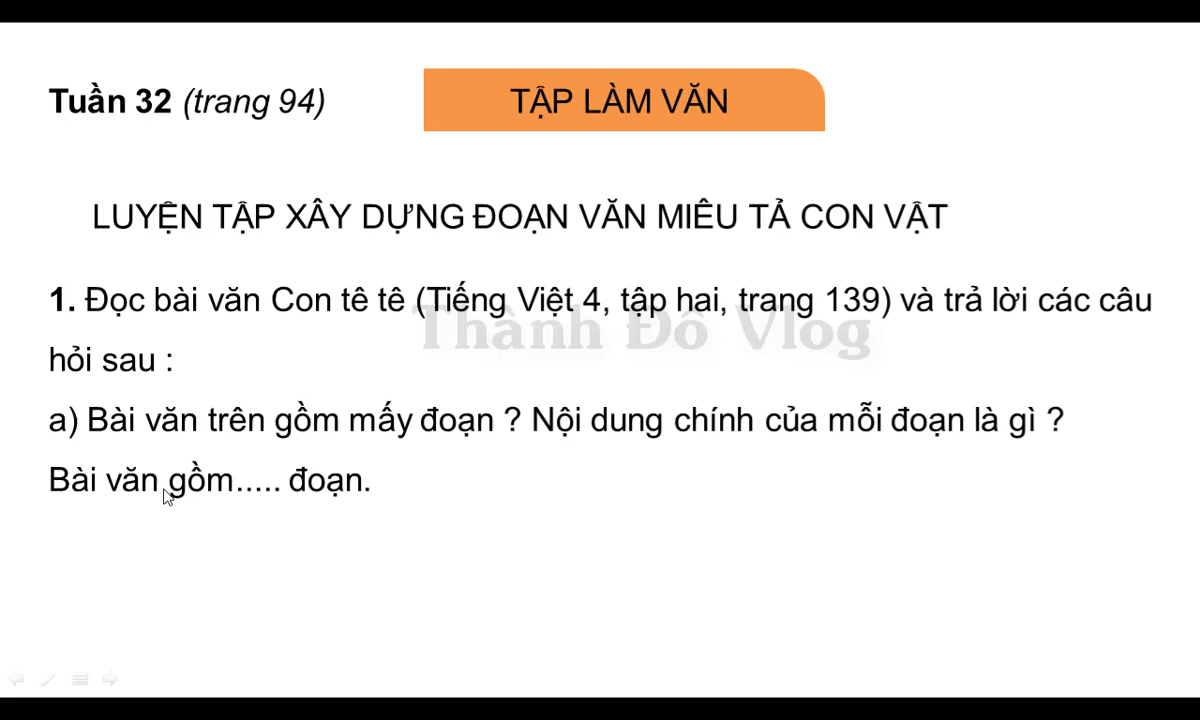 Tuần 32 (trang 94)
TẬP LÀM VĂN
LUYỆN TẬP XÂY DỰNG ĐOẠN VĂN MIÊU TẢ CON VẬT
1. Đọc bài văn Con tê tê (Tiếng Việt 4, tập hai, trang 139) và trả lời các câu
Thành Đô Vlog
hỏi sau :
a) Bài văn trên gồm mấy đoạn ? Nội dung chính của mỗi đoạn là gì ?
Bài văn gồm..... đoạn.